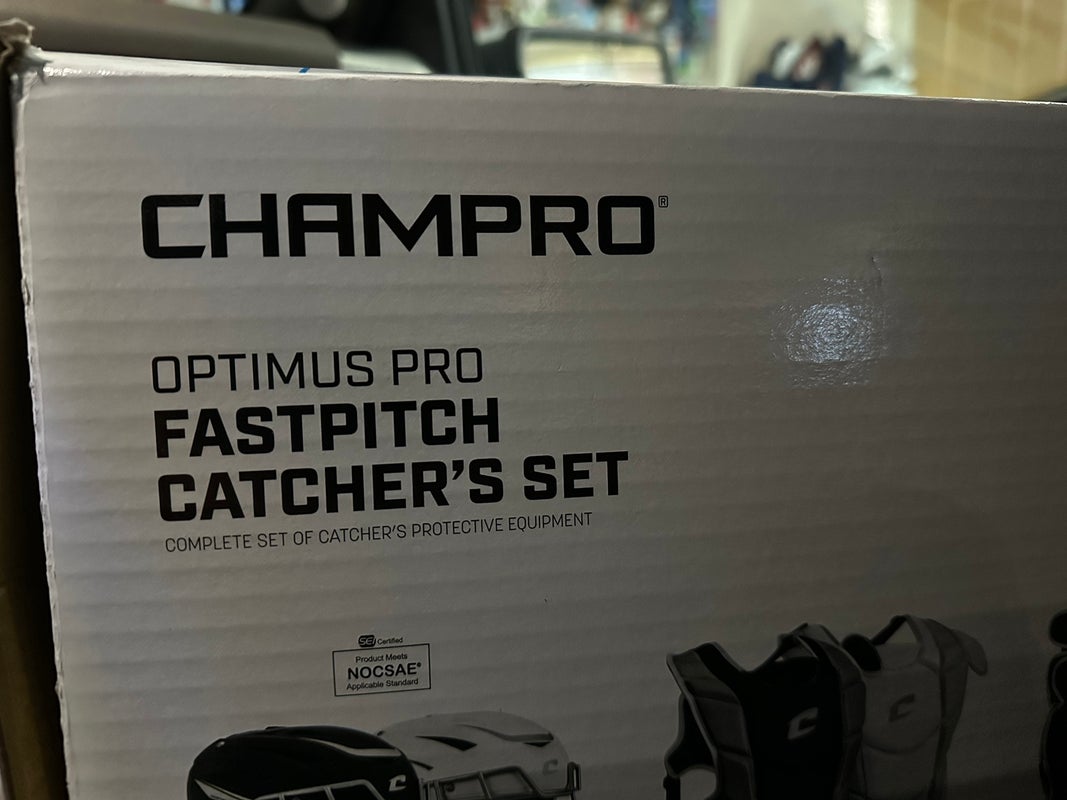 CHAMPRO®
OPTIMUS PRO
FASTPITCH
CATCHER'S SET
COMPLETE SET OF CATCHER'S PROTECTIVE EQUIPMENT
SEI Certified
Product Meets
NOCSAE®
Applicable Standard